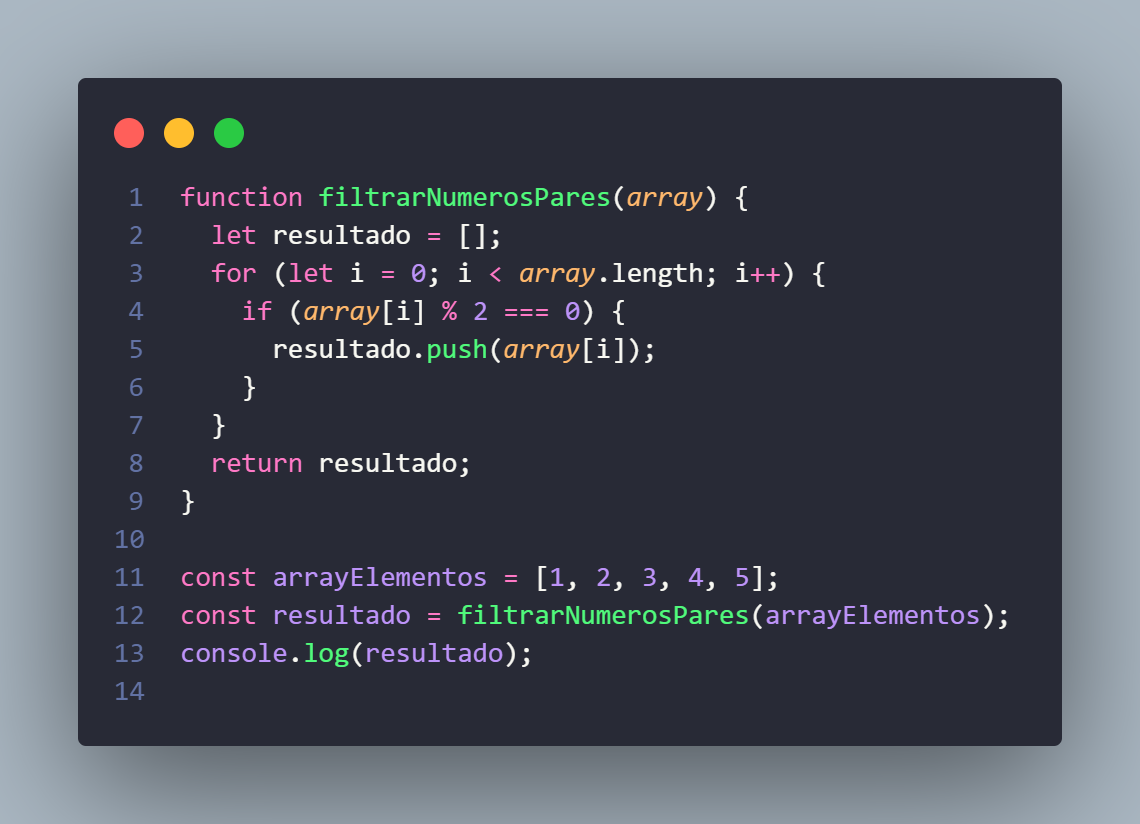 1 function filtrarNumerosPares(array) {
2   let resultado = [];
3   for (let i = 0; i < array.length; i++) {
4     if (array[i] % 2 === 0) {
5       resultado.push(array[i]);
6     }
7   }
8   return resultado;
9 }
10
11 const arrayElementos = [1, 2, 3, 4, 5];
12 const resultado = filtrarNumerosPares(arrayElementos);
13 console.log(resultado);
14